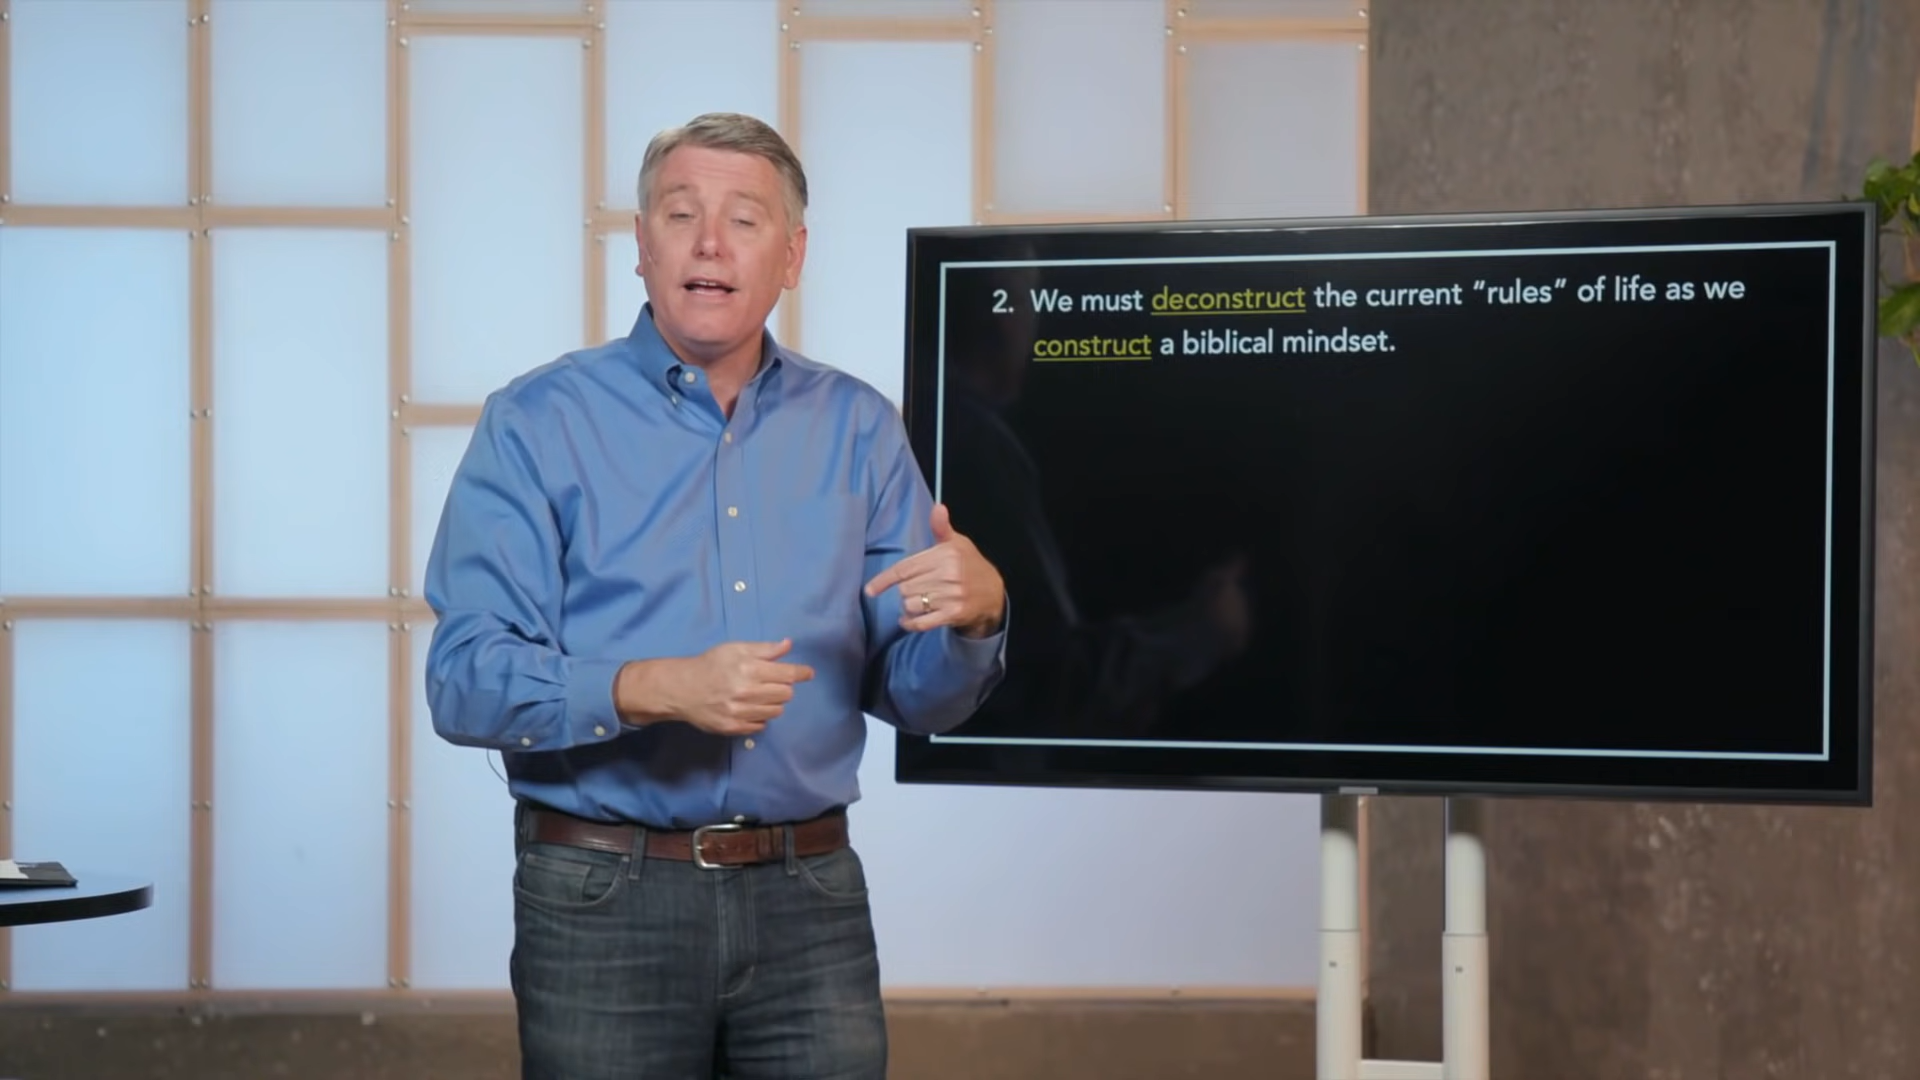 2. We must deconstruct the current “rules” of life as we
construct a biblical mindset.